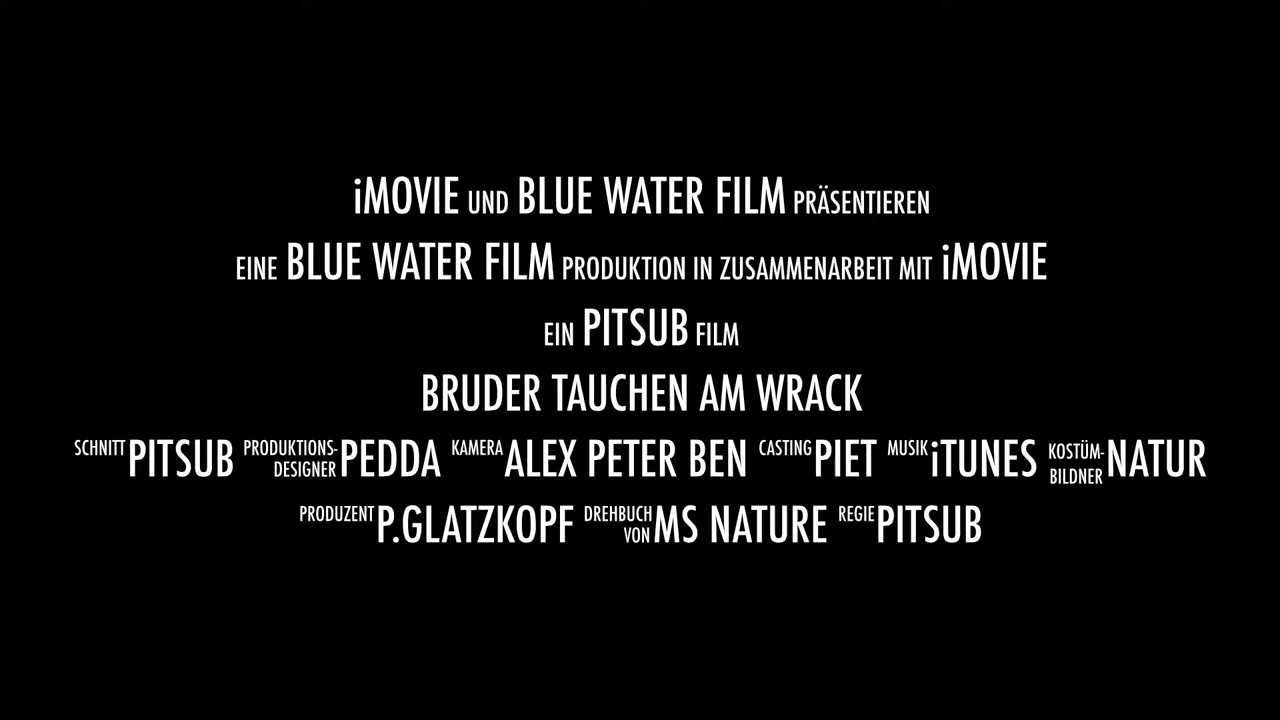 iMOVIE UND BLUE WATER FILM PRÄSENTIEREN
EINE BLUE WATER FILM PRODUKTION IN ZUSAMMENARBEIT MIT iMOVIE
EIN PITSUB FILM
BRUDER TAUCHEN AM WRACK
SCHNITT PITSUB PRODUKTIONS-DESIGNER PEDDA KAMERA ALEX PETER BEN CASTING PIET MUSIK iTUNES KOSTÜM-BILDNER NATUR
PRODUZENT P.GLATZKOPF DREHBUCH VON MS NATURE REGIE PITSUB